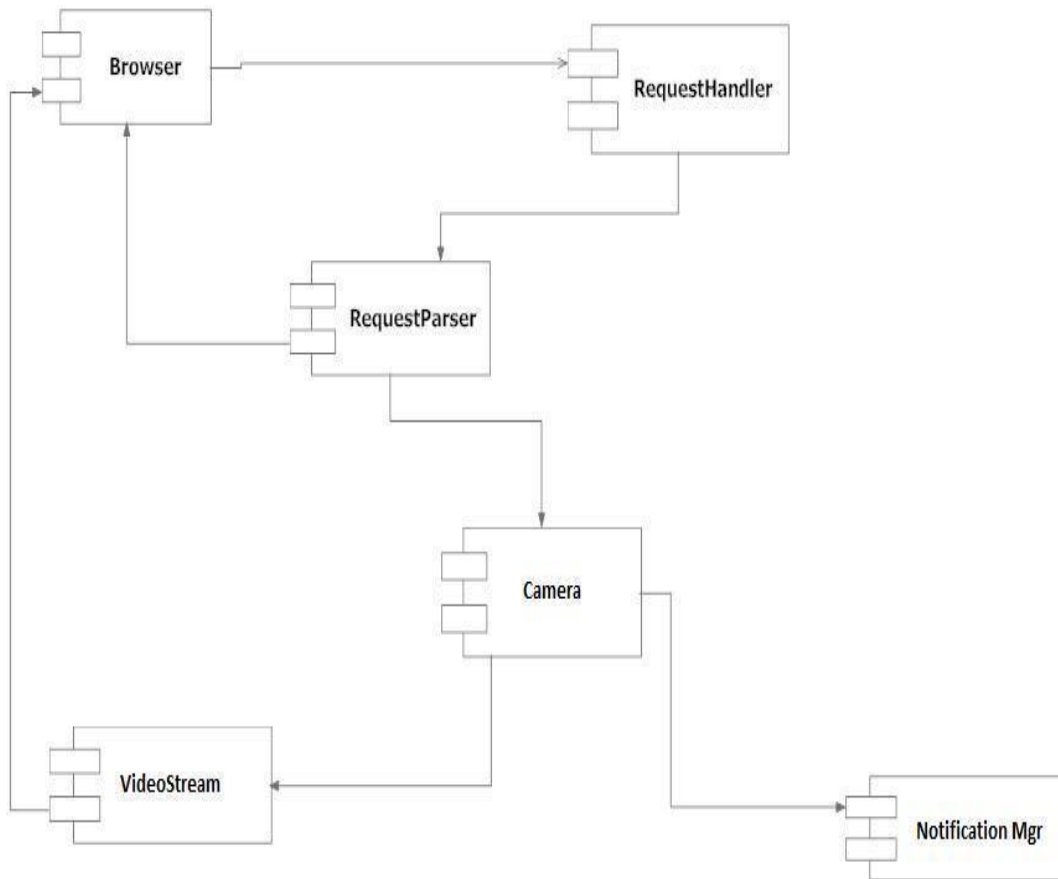 Browser
RequestHandler
RequestParser
Camera
VideoStream
Notification Mgr